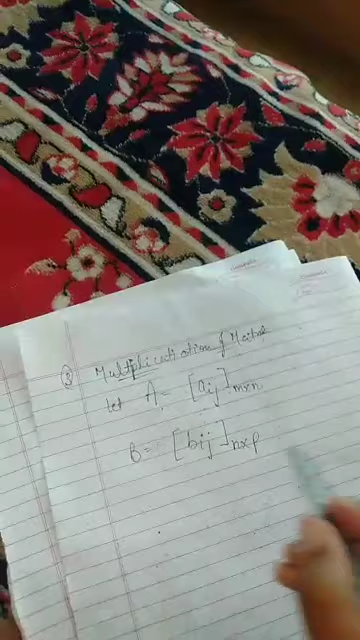 ③ Multiplication of Matrix
let A = [aij]m×n
B = [bij]n×p